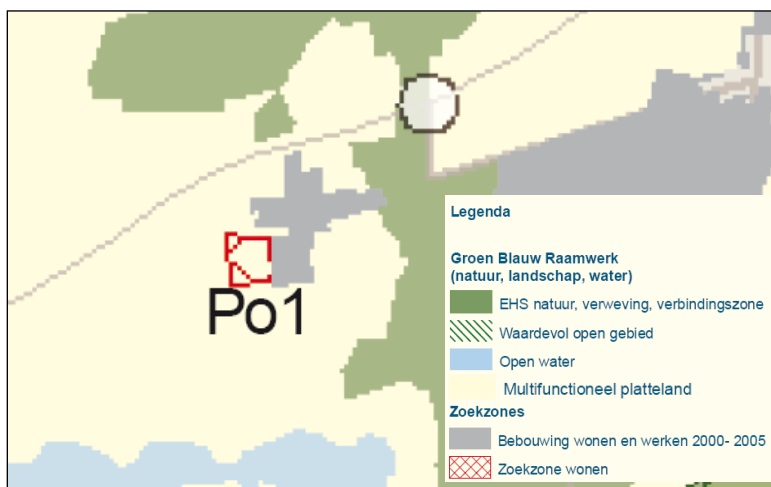 Po1
Legenda
Groen Blauw Raamwerk
(natuur, landschap, water)
EHS natuur, verweving, verbindingszone
Waardevol open gebied
Open water
Multifunctioneel platteland
Zoekzones
Bebouwing wonen en werken 2000- 2005
Zoekzone wonen